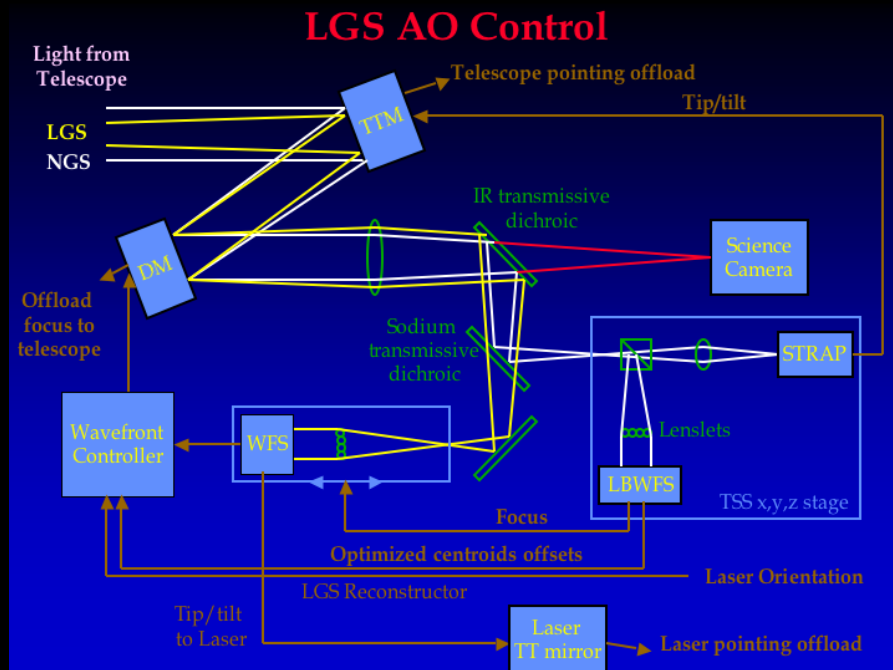 LGS AO Control
Light from
Telescope
Telescope pointing offload
TTM
Tip/tilt
LGS
NGS
IR transmissive
dichroic
Science
Camera
DM
Offload
focus to
telescope
Sodium
transmissive
dichroic
STRAP
Wavefront
Controller
WFS
Lenslets
LBWFS
TSS x,y,z stage
Focus
Optimized centroids offsets
Laser Orientation
LGS Reconstructor
Tip/tilt
to Laser
Laser
TT mirror
Laser pointing offload